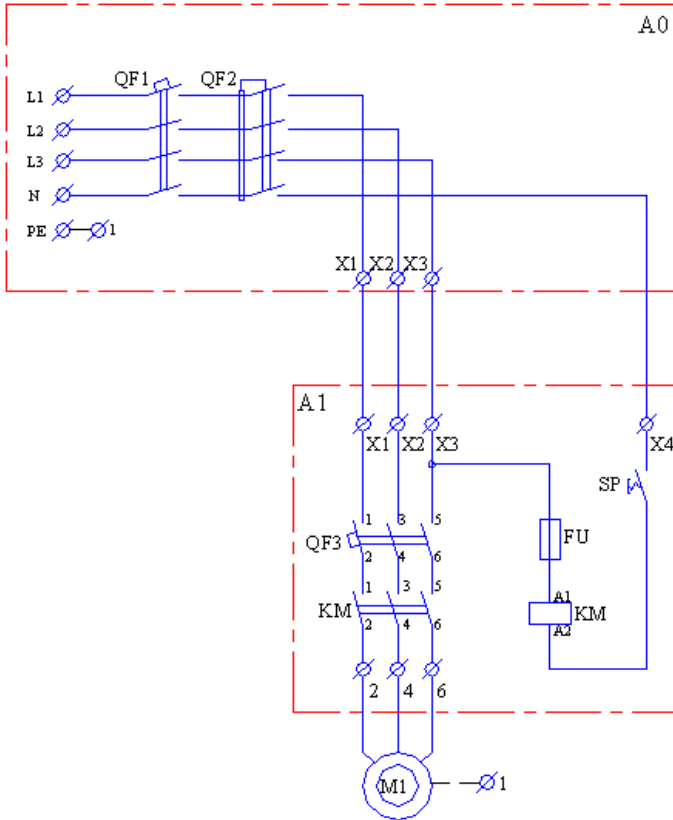 A0
QF1 QF2
L1
L2
L3
N
PE 1
X1 X2 X3
A1
X1 X2 X3 X4
SP
1 3 5
QF3 FU
2 4 6
1 3 5
A1
KM KM
2 4 6
A2
2 4 6
M1 1